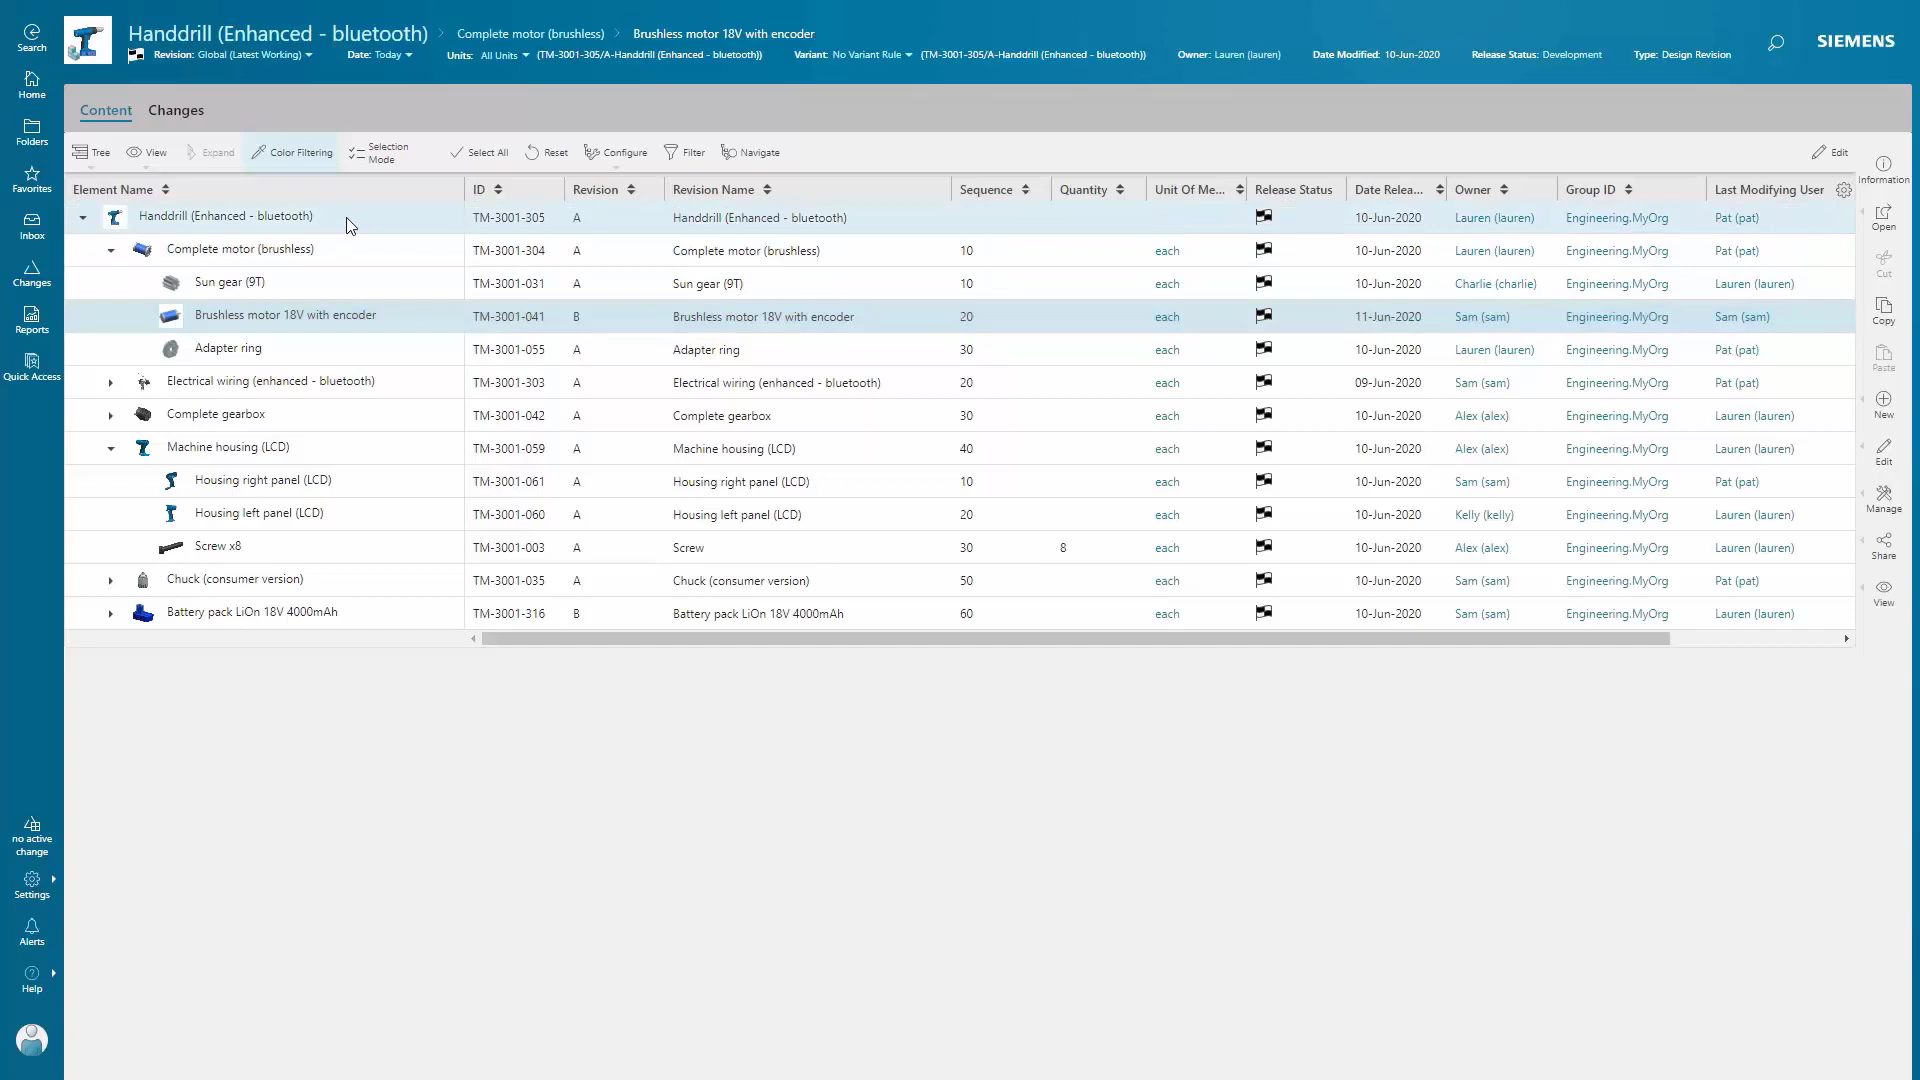 Handdrill (Enhanced - bluetooth) Complete motor (brushless) Brushless motor 18V with encoder
Revision: Global (Latest Working) Date: Today Units: All Units (TM-3001-305/A-Handdrill (Enhanced - bluetooth)) Variant: No Variant Rule (TM-3001-305/A-Handdrill (Enhanced - bluetooth)) Owner: Lauren (lauren) Date Modified: 10-Jun-2020 Release Status: Development Type: Design Revision
SIEMENS
Search
Home
Folders
Favorites
Inbox
Changes
Reports
Quick Access
no active
change
Settings
Alerts
Help
Content Changes
Tree View Expand Color Filtering Selection Mode Select All Reset Configure Filter Navigate Edit
Element Name ID Revision Revision Name Sequence Quantity Unit Of Me... Release Status Date Relea... Owner Group ID Last Modifying User
Handdrill (Enhanced - bluetooth) TM-3001-305 A Handdrill (Enhanced - bluetooth) 10-Jun-2020 Lauren (lauren) Engineering.MyOrg Pat (pat)
Complete motor (brushless) TM-3001-304 A Complete motor (brushless) 10 each 10-Jun-2020 Lauren (lauren) Engineering.MyOrg Pat (pat)
Sun gear (9T) TM-3001-031 A Sun gear (9T) 10 each 10-Jun-2020 Charlie (charlie) Engineering.MyOrg Lauren (lauren)
Brushless motor 18V with encoder TM-3001-041 B Brushless motor 18V with encoder 20 each 11-Jun-2020 Sam (sam) Engineering.MyOrg Sam (sam)
Adapter ring TM-3001-055 A Adapter ring 30 each 10-Jun-2020 Lauren (lauren) Engineering.MyOrg Pat (pat)
Electrical wiring (enhanced - bluetooth) TM-3001-303 A Electrical wiring (enhanced - bluetooth) 20 each 09-Jun-2020 Sam (sam) Engineering.MyOrg Pat (pat)
Complete gearbox TM-3001-042 A Complete gearbox 30 each 10-Jun-2020 Alex (alex) Engineering.MyOrg Lauren (lauren)
Machine housing (LCD) TM-3001-059 A Machine housing (LCD) 40 each 10-Jun-2020 Alex (alex) Engineering.MyOrg Lauren (lauren)
Housing right panel (LCD) TM-3001-061 A Housing right panel (LCD) 10 each 10-Jun-2020 Sam (sam) Engineering.MyOrg Pat (pat)
Housing left panel (LCD) TM-3001-060 A Housing left panel (LCD) 20 each 10-Jun-2020 Kelly (kelly) Engineering.MyOrg Lauren (lauren)
Screw x8 TM-3001-003 A Screw 30 8 each 10-Jun-2020 Alex (alex) Engineering.MyOrg Lauren (lauren)
Chuck (consumer version) TM-3001-035 A Chuck (consumer version) 50 each 10-Jun-2020 Sam (sam) Engineering.MyOrg Pat (pat)
Battery pack LiOn 18V 4000mAh TM-3001-316 B Battery pack LiOn 18V 4000mAh 60 each 10-Jun-2020 Sam (sam) Engineering.MyOrg Lauren (lauren)
Information
Open
Cut
Copy
Paste
New
Edit
Manage
Share
View